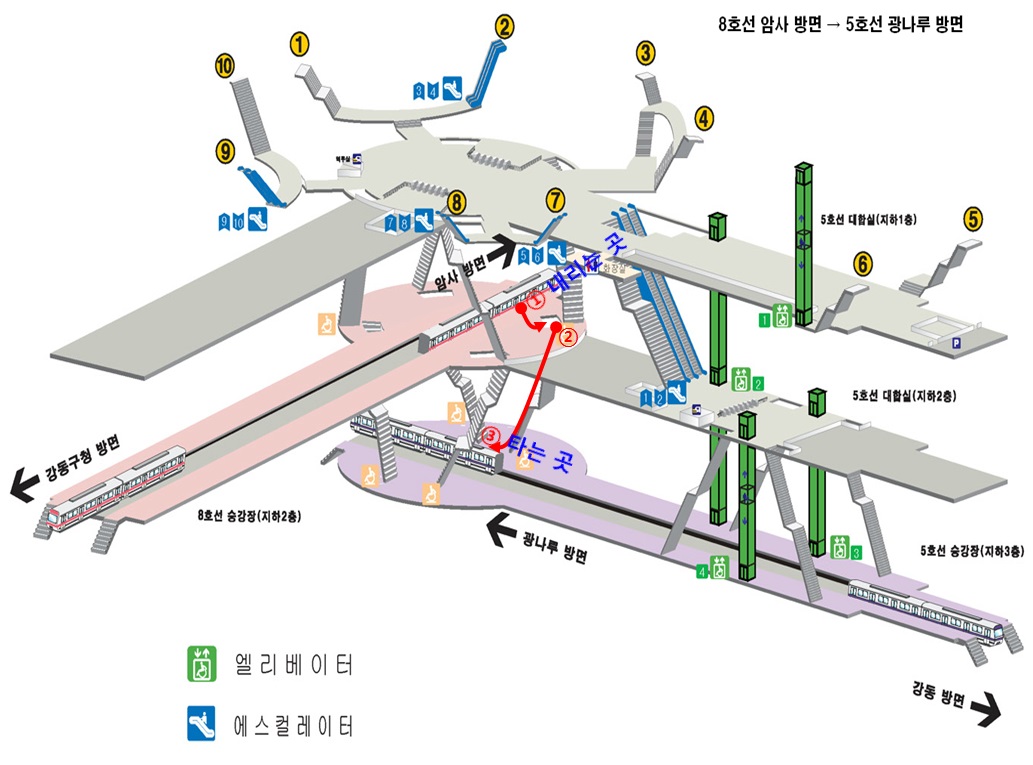 8호선 암사 방면 → 5호선 광나루 방면
1
2
3
4
10
3 4
9
9 10
8
7 8
7
5 6
암사 방면
내리는 곳
화장실
5호선 대합실(지하1층)
5
6
1
P
①
②
2
1 2
5호선 대합실(지하2층)
③
타는 곳
강동구청 방면
8호선 승강장(지하2층)
광나루 방면
3
4
5호선 승강장(지하3층)
강동 방면
엘리베이터
에스컬레이터